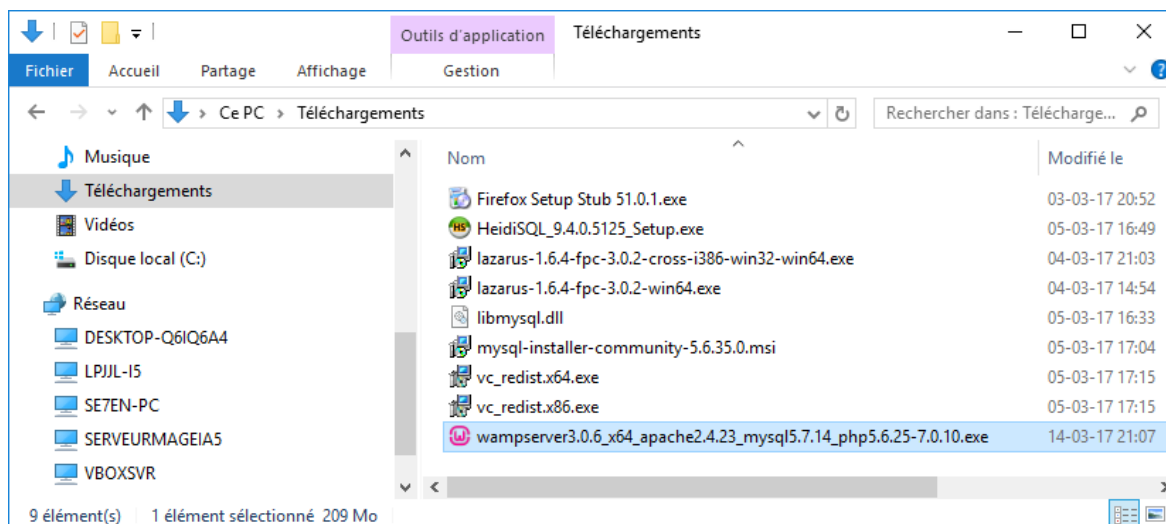 Outils d'application Téléchargements
Fichier Accueil Partage Affichage Gestion
Ce PC Téléchargements Rechercher dans : Télécharge...
Musique
Téléchargements
Vidéos
Disque local (C:)
Réseau
DESKTOP-Q6IQ6A4
LPJJL-I5
SE7EN-PC
SERVEURMAGEIA5
VBOXSVR
Nom Modifié le
Firefox Setup Stub 51.0.1.exe 03-03-17 20:52
HeidiSQL_9.4.0.5125_Setup.exe 05-03-17 16:49
lazarus-1.6.4-fpc-3.0.2-cross-i386-win32-win64.exe 04-03-17 21:03
lazarus-1.6.4-fpc-3.0.2-win64.exe 04-03-17 14:54
libmysql.dll 05-03-17 16:33
mysql-installer-community-5.6.35.0.msi 05-03-17 17:04
vc_redist.x64.exe 05-03-17 17:15
vc_redist.x86.exe 05-03-17 17:15
wampserver3.0.6_x64_apache2.4.23_mysql5.7.14_php5.6.25-7.0.10.exe 14-03-17 21:07
9 élément(s) 1 élément sélectionné 209 Mo